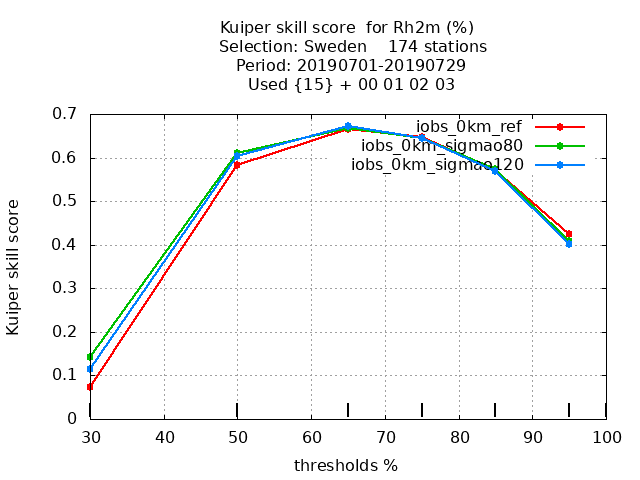 Kuiper skill score  for Rh2m (%)
Selection: Sweden    174 stations
Period: 20190701-20190729
Used {15} + 00 01 02 03
iobs_0km_ref
iobs_0km_sigmao80
iobs_0km_sigmao120
Kuiper skill score
0.7
0.6
0.5
0.4
0.3
0.2
0.1
0
30 40 50 60 70 80 90 100
thresholds %